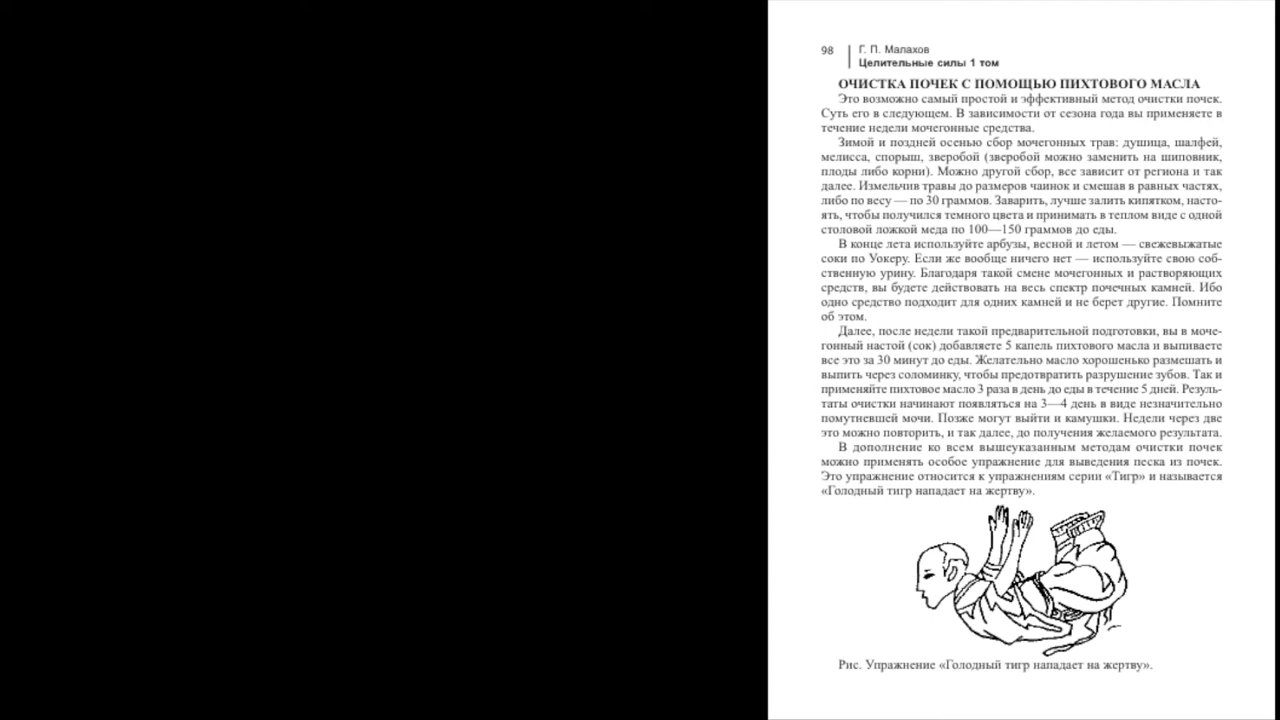 98
Г. П. Малахов
Целительные силы 1 том
ОЧИСТКА ПОЧЕК С ПОМОЩЬЮ ПИХТОВОГО МАСЛА
Это возможно самый простой и эффективный метод очистки почек.
Суть его в следующем. В зависимости от сезона года вы применяете в
течение недели мочегонные средства.
Зимой и поздней осенью сбор мочегонных трав: душица, шалфей,
мелисса, спорыш, зверобой (зверобой можно заменить на шиповник,
плоды либо корни). Можно другой сбор, все зависит от региона и так
далее. Измельчив травы до размеров чаинок и смешав в равных частях,
либо по весу — по 30 граммов. Заварить, лучше залить кипятком, насто-
ять, чтобы получился темного цвета и принимать в теплом виде с одной
столовой ложкой меда по 100—150 граммов до еды.
В конце лета используйте арбузы, весной и летом — свежевыжатые
соки по Уокеру. Если же вообще ничего нет — используйте свою соб-
ственную урину. Благодаря такой смене мочегонных и растворяющих
средств, вы будете действовать на весь спектр почечных камней. Ибо
одно средство подходит для одних камней и не берет другие. Помните
об этом.
Далее, после недели такой предварительной подготовки, вы в моче-
гонный настой (сок) добавляете 5 капель пихтового масла и выпиваете
все это за 30 минут до еды. Желательно масло хорошенько размешать и
выпить через соломинку, чтобы предотвратить разрушение зубов. Так и
применяйте пихтовое масло 3 раза в день до еды в течение 5 дней. Резуль-
таты очистки начинают появляться на 3—4 день в виде незначительно
помутневшей мочи. Позже могут выйти и камушки. Недели через две
это можно повторить, и так далее, до получения желаемого результата.
В дополнение ко всем вышеуказанным методам очистки почек
можно применять особое упражнение для выведения песка из почек.
Это упражнение относится к упражнениям серии «Тигр» и называется
«Голодный тигр нападает на жертву».
Рис. Упражнение «Голодный тигр нападает на жертву».